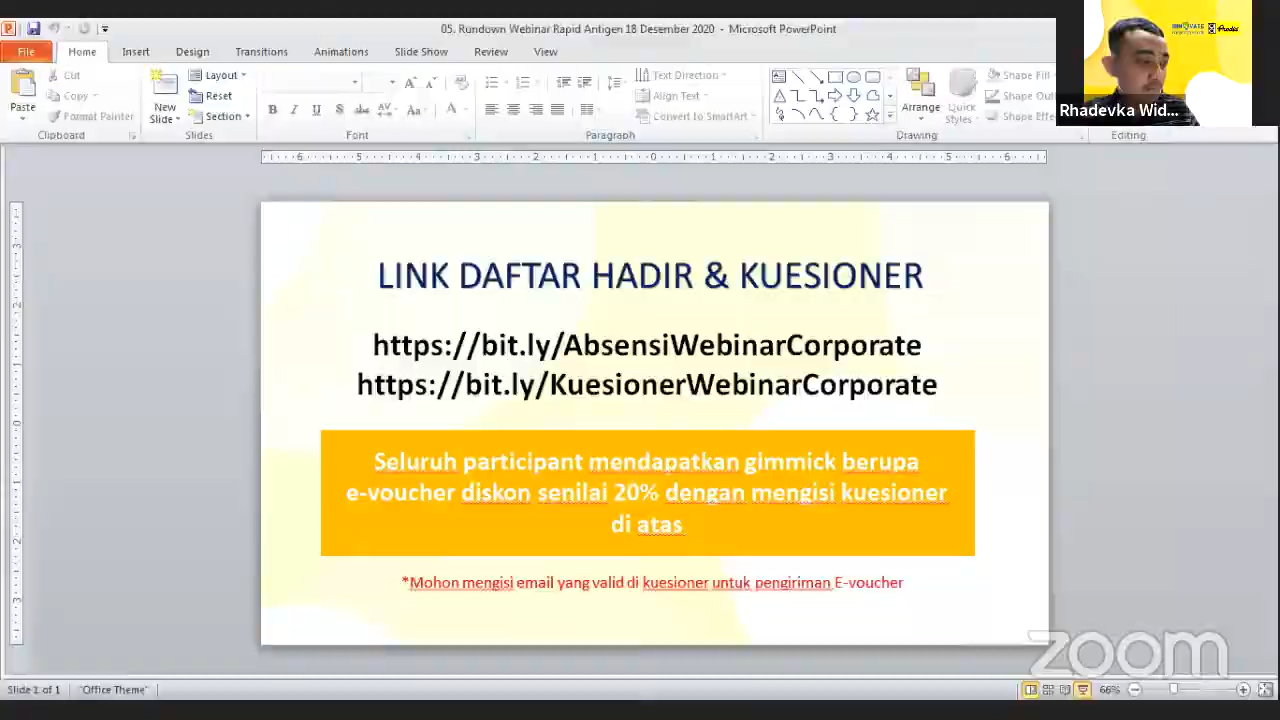 05. Rundown Webinar Rapid Antigen 18 Desember 2020 - Microsoft PowerPoint
File Home Insert Design Transitions Animations Slide Show Review View
Cut
Copy
Format Painter
Paste
Clipboard
New
Slide
Layout
Reset
Section
Slides
B I U S abc AV Aa A
Font
Text Direction
Align Text
Convert to SmartArt
Paragraph
Arrange
Quick
Styles
Shape Fill
Shape Out
Shape Effe
Drawing
Editing
Rhadevka Wid...
LINK DAFTAR HADIR & KUESIONER
https://bit.ly/AbsensiWebinarCorporate
https://bit.ly/KuesionerWebinarCorporate
Seluruh participant mendapatkan gimmick berupa
e-voucher diskon senilai 20% dengan mengisi kuesioner
di atas
*Mohon mengisi email yang valid di kuesioner untuk pengiriman E-voucher
zoom
Slide 1 of 1 "Office Theme" 66%